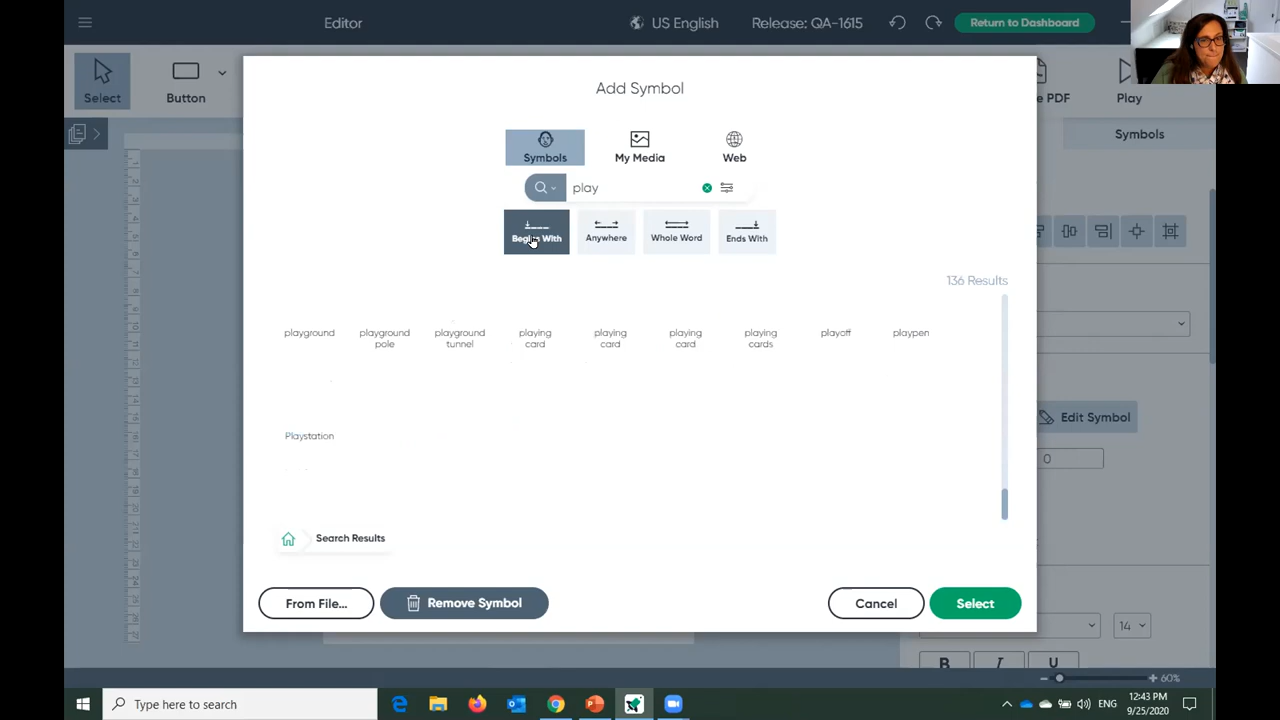 Editor
US English
Release: QA-1615
Return to Dashboard
Select
Button
PDF
Play
Symbols
Add Symbol
Symbols
My Media
Web
play
Begins With
Anywhere
Whole Word
Ends With
136 Results
playground
playground pole
playground tunnel
playing card
playing card
playing card
playing cards
playoff
playpen
Playstation
Edit Symbol
0
Search Results
From File...
Remove Symbol
Cancel
Select
14
B I U
60%
Type here to search
ENG
12:43 PM
9/25/2020